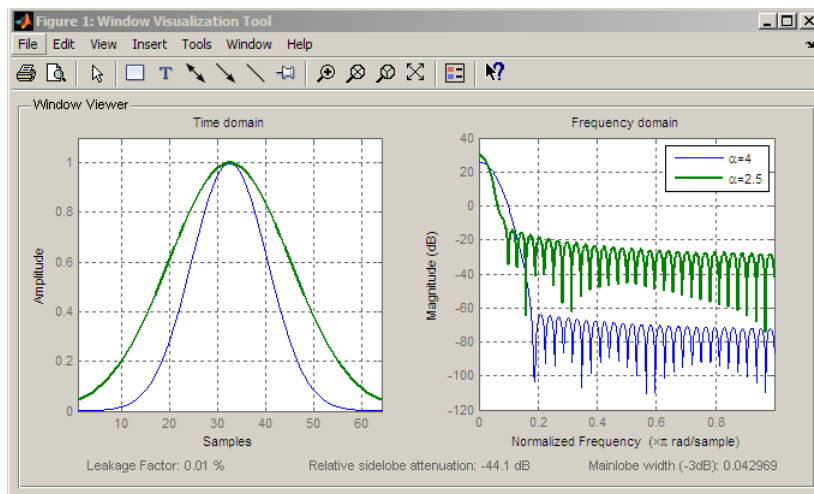 Figure 1: Window Visualization Tool
File Edit View Insert Tools Window Help
Window Viewer
Time domain
Amplitude
1
0.8
0.6
0.4
0.2
0
10 20 30 40 50 60
Samples
Frequency domain
α=4
α=2.5
Magnitude (dB)
40
20
0
-20
-40
-60
-80
-100
-120
0 0.2 0.4 0.6 0.8
Normalized Frequency (×π rad/sample)
Leakage Factor: 0.01 % Relative sidelobe attenuation: -44.1 dB Mainlobe width (-3dB): 0.042969